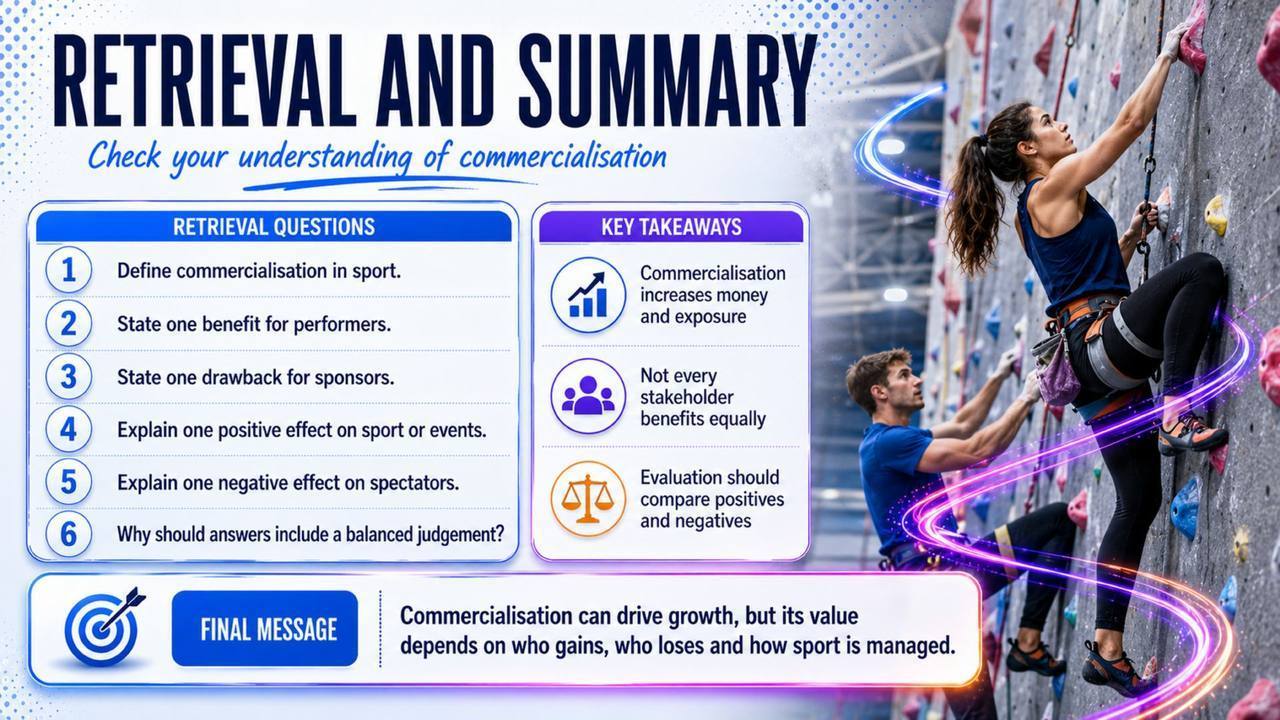 RETRIEVAL AND SUMMARY
Check your understanding of commercialisation
RETRIEVAL QUESTIONS
1 Define commercialisation in sport.
2 State one benefit for performers.
3 State one drawback for sponsors.
4 Explain one positive effect on sport or events.
5 Explain one negative effect on spectators.
6 Why should answers include a balanced judgement?
KEY TAKEAWAYS
Commercialisation
increases money
and exposure
Not every
stakeholder
benefits equally
Evaluation should
compare positives
and negatives
FINAL MESSAGE
Commercialisation can drive growth, but its value
depends on who gains, who loses and how sport is managed.